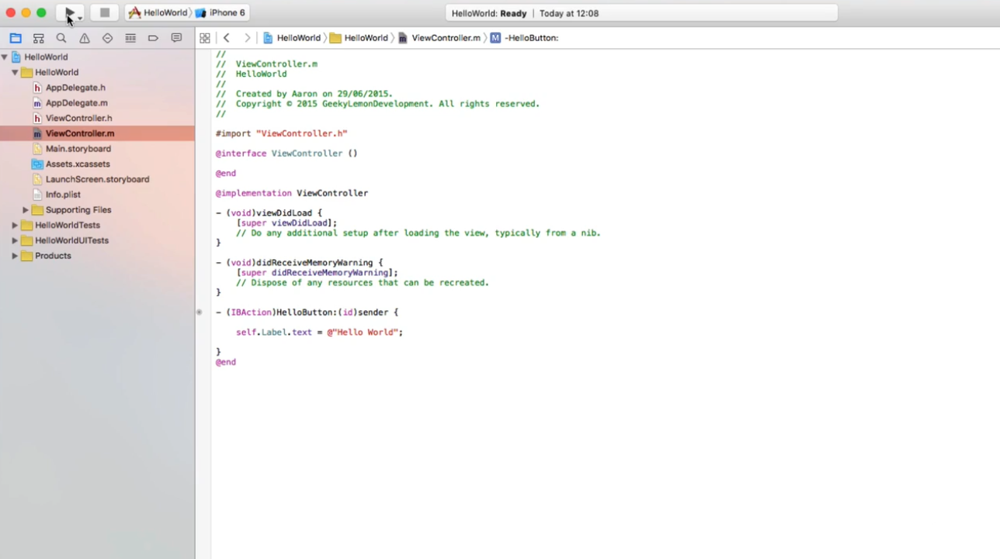 HelloWorld iPhone 6 HelloWorld: Ready | Today at 12:08
HelloWorld HelloWorld ViewController.m M -HelloButton:
HelloWorld
HelloWorld
h AppDelegate.h
m AppDelegate.m
h ViewController.h
m ViewController.m
Main.storyboard
Assets.xcassets
LaunchScreen.storyboard
Info.plist
Supporting Files
HelloWorldTests
HelloWorldUITests
Products
//
//  ViewController.m
//  HelloWorld
//
//  Created by Aaron on 29/06/2015.
//  Copyright © 2015 GeekyLemonDevelopment. All rights reserved.
//
#import "ViewController.h"
@interface ViewController ()
@end
@implementation ViewController
- (void)viewDidLoad {
[super viewDidLoad];
// Do any additional setup after loading the view, typically from a nib.
}
- (void)didReceiveMemoryWarning {
[super didReceiveMemoryWarning];
// Dispose of any resources that can be recreated.
}
- (IBAction)HelloButton:(id)sender {
self.Label.text = @"Hello World";
}
@end